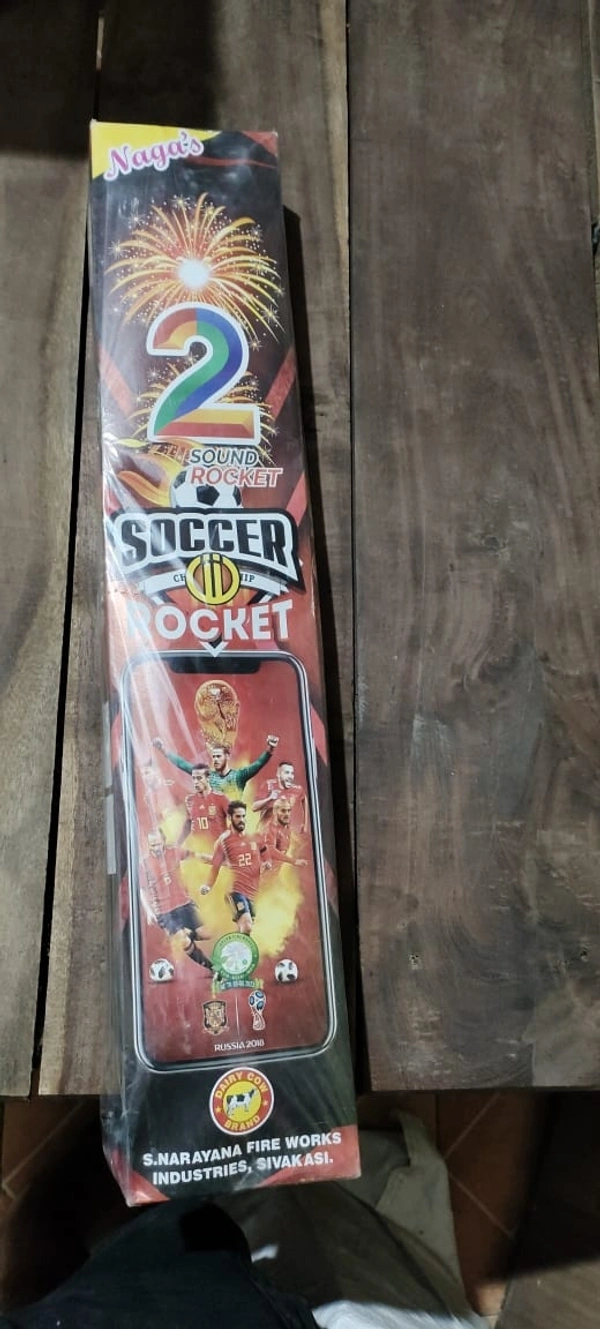 Naga's
2
SOUND
ROCKET
SOCCER
ROCKET
10
22
RUSSIA 2018
DAIRY COW
BRAND
S.NARAYANA FIRE WORKS
INDUSTRIES, SIVAKASI.